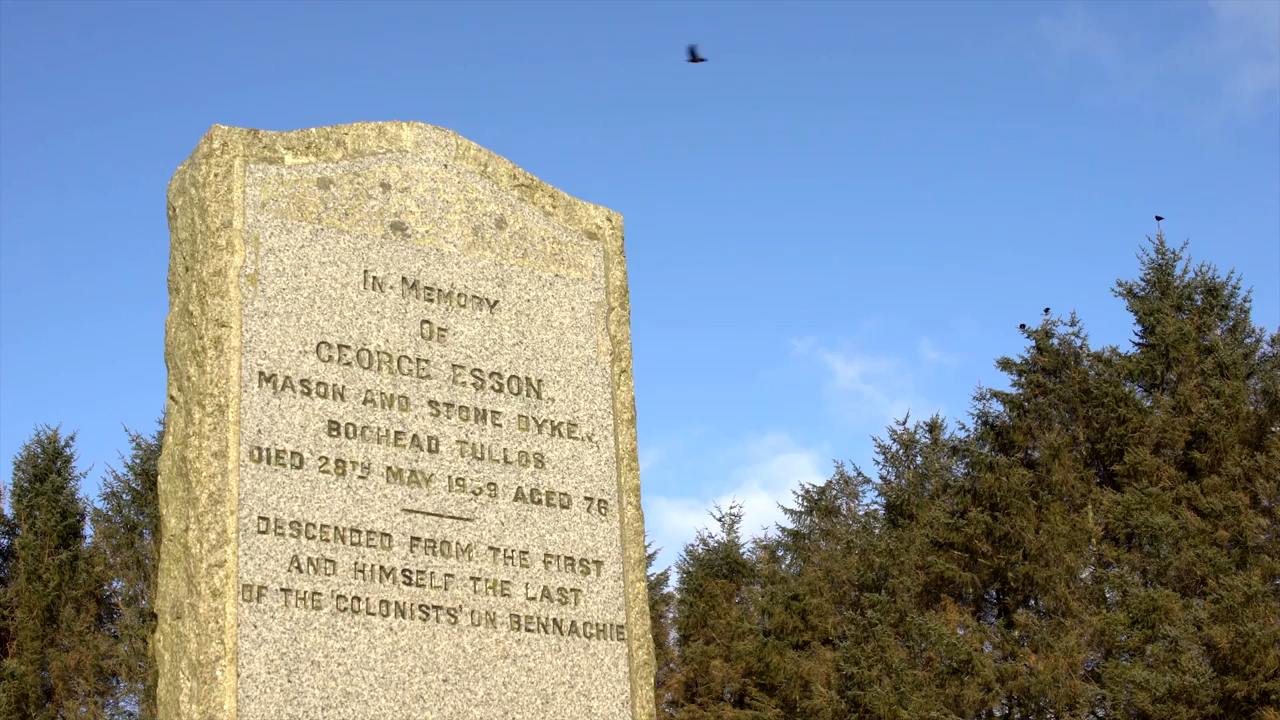 IN MEMORY
OF
GEORGE ESSON,
MASON AND STONE DYKER,
BOGHEAD TULLOS
DIED 28TH MAY 1939 AGED 76
DESCENDED FROM THE FIRST
AND HIMSELF THE LAST
OF THE 'COLONISTS' ON BENNACHIE